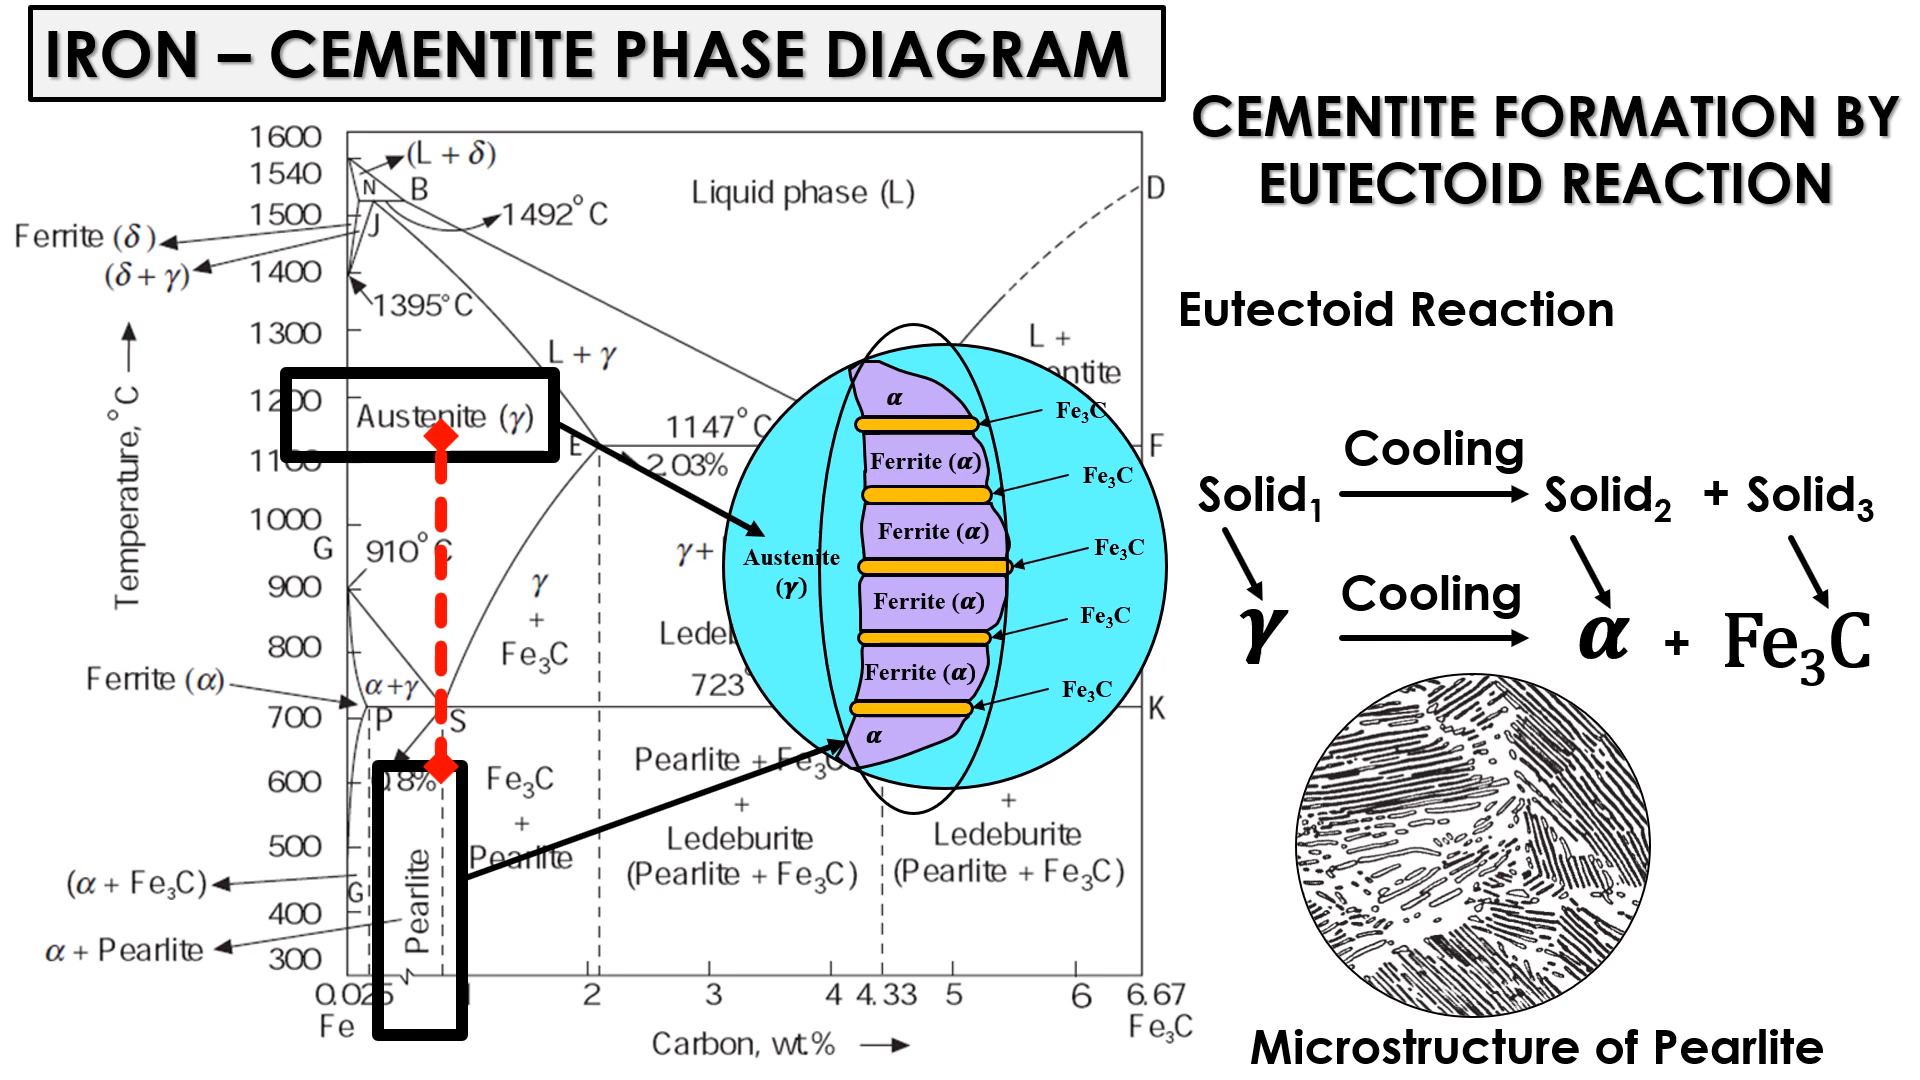 IRON – CEMENTITE PHASE DIAGRAM
CEMENTITE FORMATION BY
EUTECTOID REACTION
Eutectoid Reaction
Cooling
Solid₁ Solid₂ + Solid₃
Cooling
γ α + Fe₃C
Microstructure of Pearlite
1600
1540
1500
1400
1300
1200
1100
1000
900
800
700
600
500
400
300
Temperature, °C
(L + δ)
N
B
J
1492°C
Liquid phase (L)
D
Ferrite (δ)
(δ + γ)
1395°C
L + γ
L +
Austenite (γ)
1147°C
E
2.03%
F
G
910°C
γ
+
Fe₃C
γ +
723°
Ferrite (α)
α+γ
P
S
K
0.8%
Fe₃C
+
Pearlite
Pearlite + Fe₃C
+
Ledeburite
(Pearlite + Fe₃C)
+
Ledeburite
(Pearlite + Fe₃C)
(α + Fe₃C)
G
α + Pearlite
Pearlite
0.025
2
3
4
4.33
5
6
6.67
Fe
Fe₃C
Carbon, wt.%
α
Fe₃C
Ferrite (α)
Fe₃C
Ferrite (α)
Fe₃C
Austenite
(γ)
Ferrite (α)
Fe₃C
Ferrite (α)
Fe₃C
α